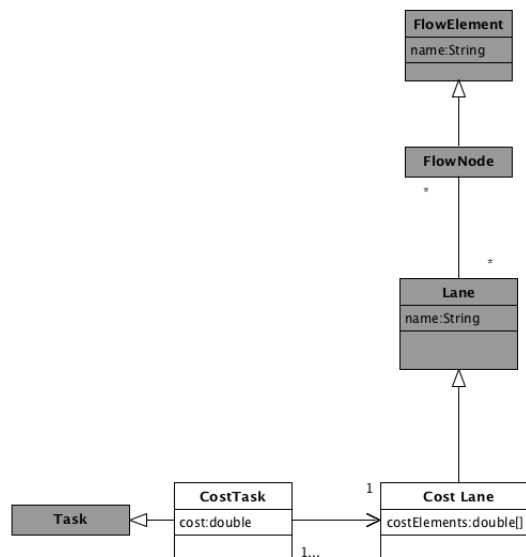 FlowElement
name:String
FlowNode
*
*
Lane
name:String
1
CostTask
Cost Lane
Task
cost:double
costElements:double[]
1...